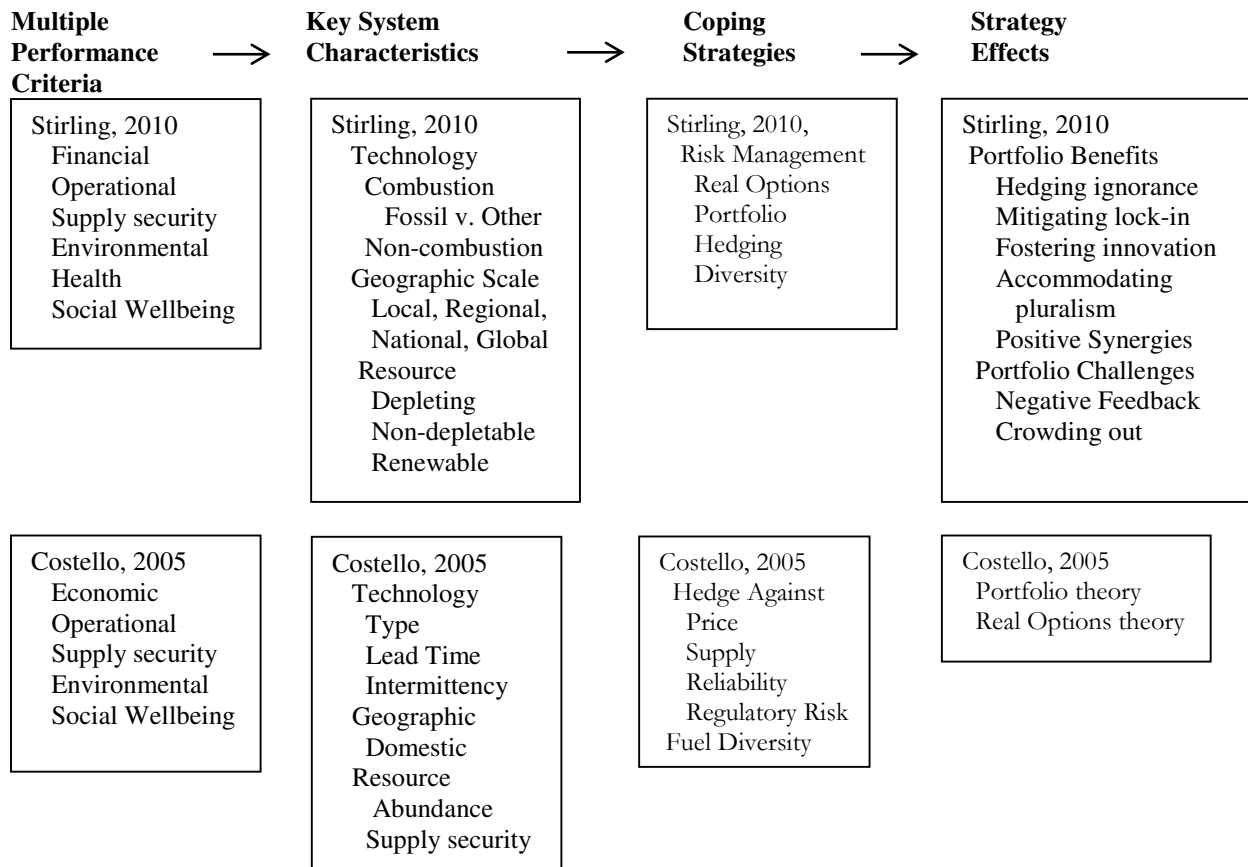 Multiple
Performance
Criteria
Key System
Characteristics
Coping
Strategies
Strategy
Effects
Stirling, 2010
Financial
Operational
Supply security
Environmental
Health
Social Wellbeing
Stirling, 2010
Technology
Combustion
Fossil v. Other
Non-combustion
Geographic Scale
Local, Regional,
National, Global
Resource
Depleting
Non-depletable
Renewable
Stirling, 2010,
Risk Management
Real Options
Portfolio
Hedging
Diversity
Stirling, 2010
Portfolio Benefits
Hedging ignorance
Mitigating lock-in
Fostering innovation
Accommodating
pluralism
Positive Synergies
Portfolio Challenges
Negative Feedback
Crowding out
Costello, 2005
Economic
Operational
Supply security
Environmental
Social Wellbeing
Costello, 2005
Technology
Type
Lead Time
Intermittency
Geographic
Domestic
Resource
Abundance
Supply security
Costello, 2005
Hedge Against
Price
Supply
Reliability
Regulatory Risk
Fuel Diversity
Costello, 2005
Portfolio theory
Real Options theory